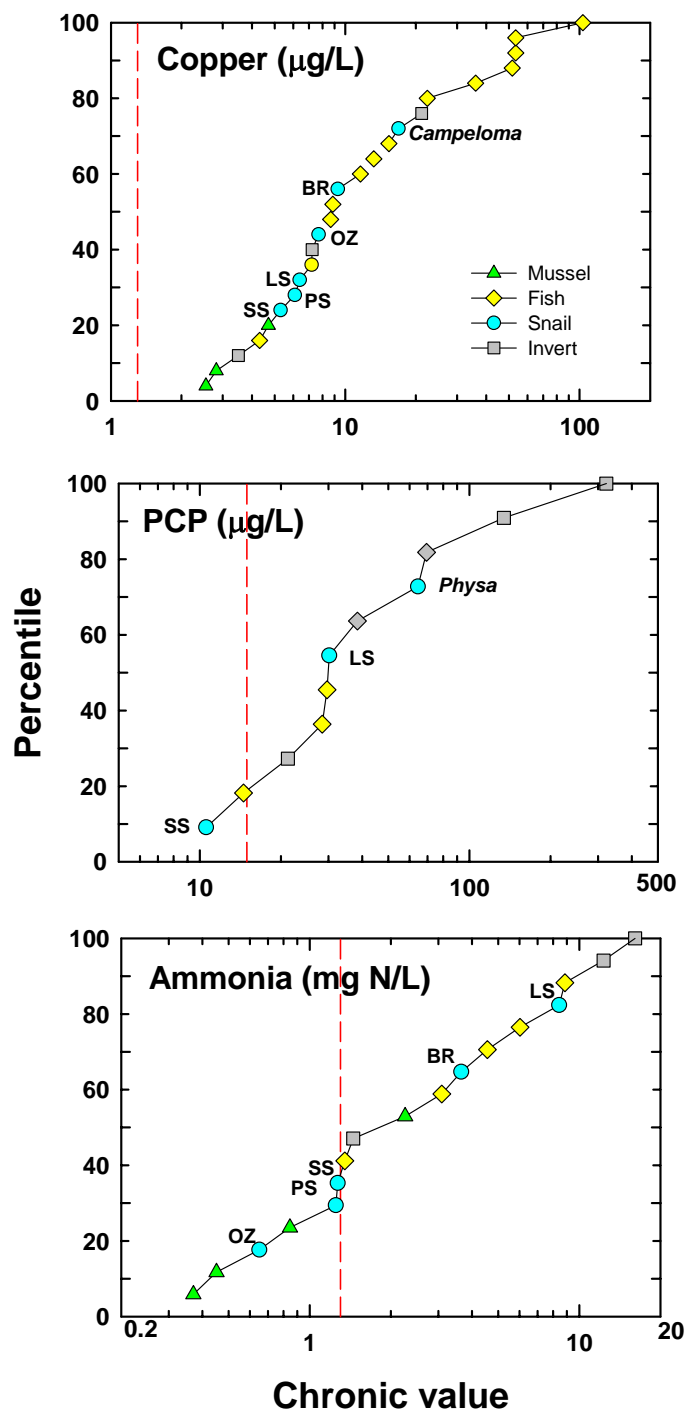 100
Copper (µg/L)
80
Campeloma
60
BR
OZ
40
LS
Mussel
PS
Fish
SS
20
Snail
Invert
0
1
10
100
100
PCP (µg/L)
80
Physa
60
LS
40
20
SS
0
10
100
500
Percentile
100
Ammonia (mg N/L)
LS
80
BR
60
40
SS
PS
20
OZ
0
0.2
1
10
20
Chronic value